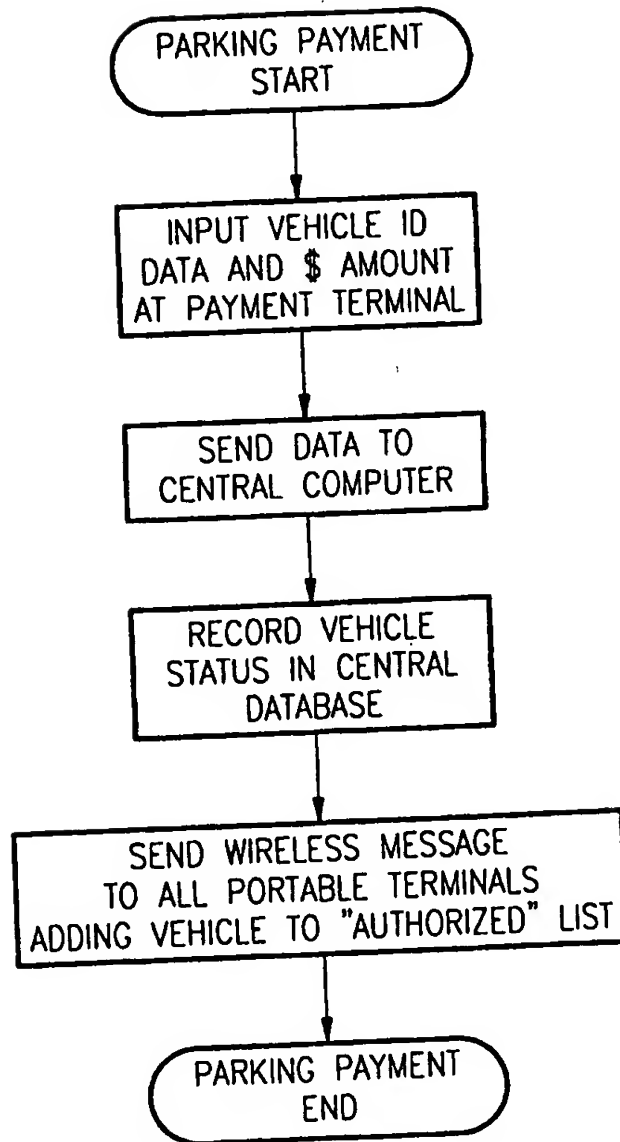 PARKING PAYMENT
START
INPUT VEHICLE ID
DATA AND $ AMOUNT
AT PAYMENT TERMINAL
SEND DATA TO
CENTRAL COMPUTER
RECORD VEHICLE
STATUS IN CENTRAL
DATABASE
SEND WIRELESS MESSAGE
TO ALL PORTABLE TERMINALS
ADDING VEHICLE TO "AUTHORIZED" LIST
PARKING PAYMENT
END